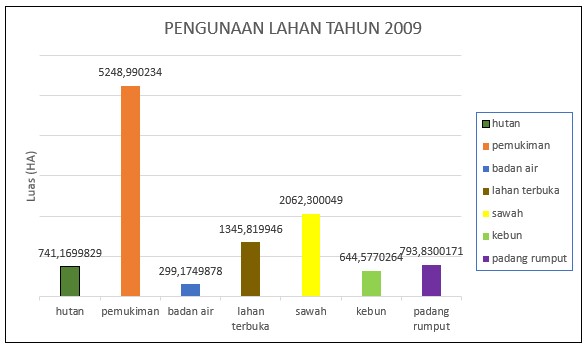 PENGUNAAN LAHAN TAHUN 2009
Luas (HA)
741,1699829
5248,990234
299,1749878
1345,819946
2062,300049
644,5770264
793,8300171
hutan
pemukiman
badan air
lahan
terbuka
sawah
kebun
padang
rumput
hutan
pemukiman
badan air
lahan terbuka
sawah
kebun
padang rumput